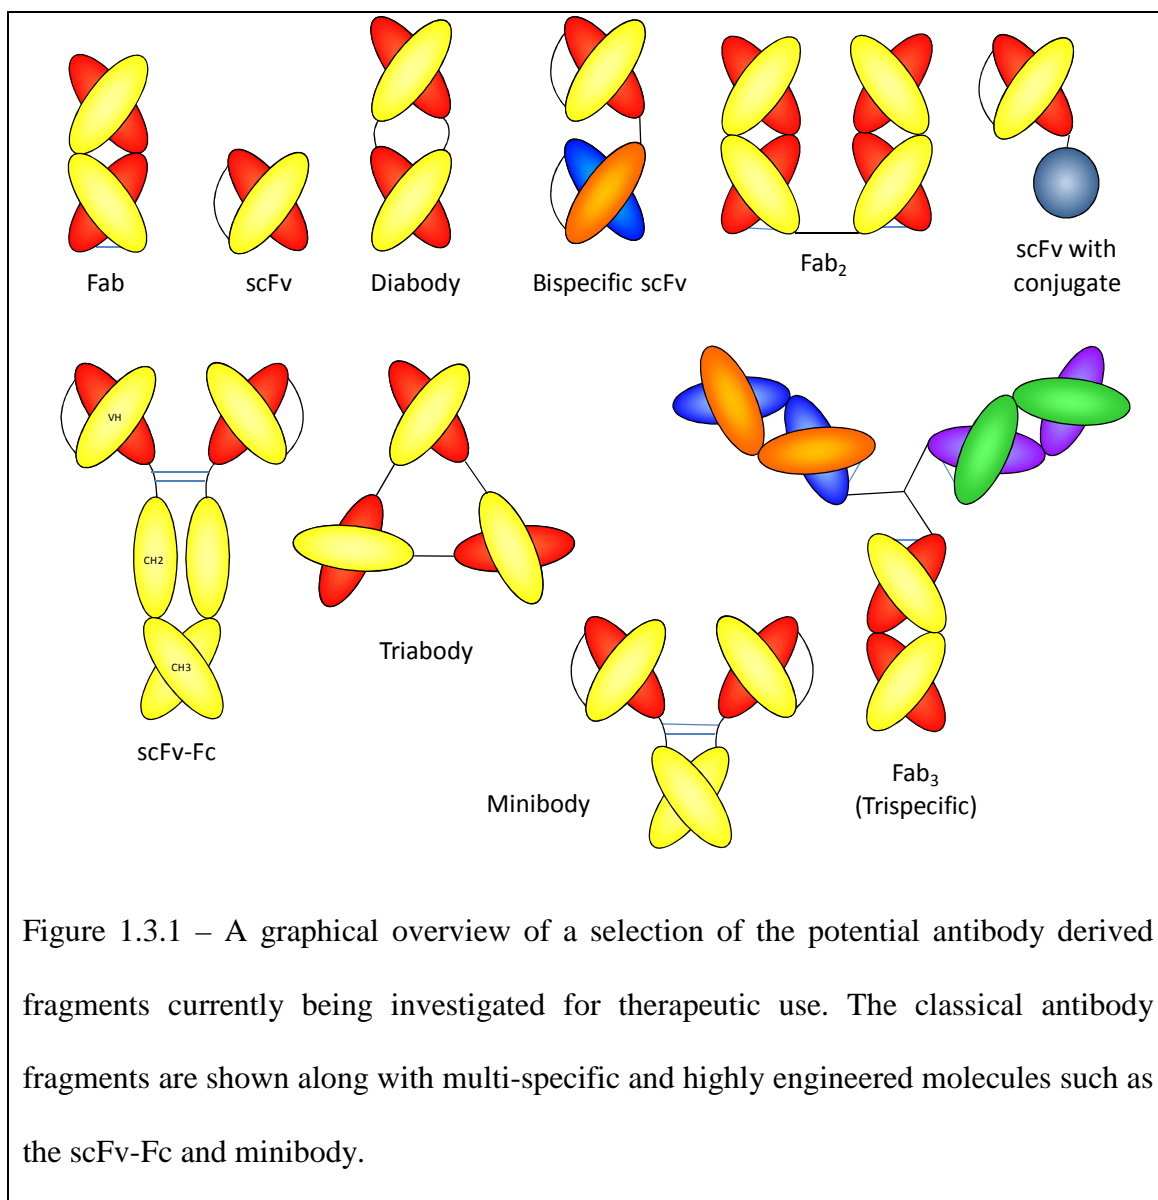 Fab
scFv
Diabody
Bispecific scFv
Fab2
scFv with
conjugate
VH
CH2
CH3
scFv-Fc
Triabody
Minibody
Fab3
(Trispecific)
Figure 1.3.1 – A graphical overview of a selection of the potential antibody derived
fragments currently being investigated for therapeutic use. The classical antibody
fragments are shown along with multi-specific and highly engineered molecules such as
the scFv-Fc and minibody.